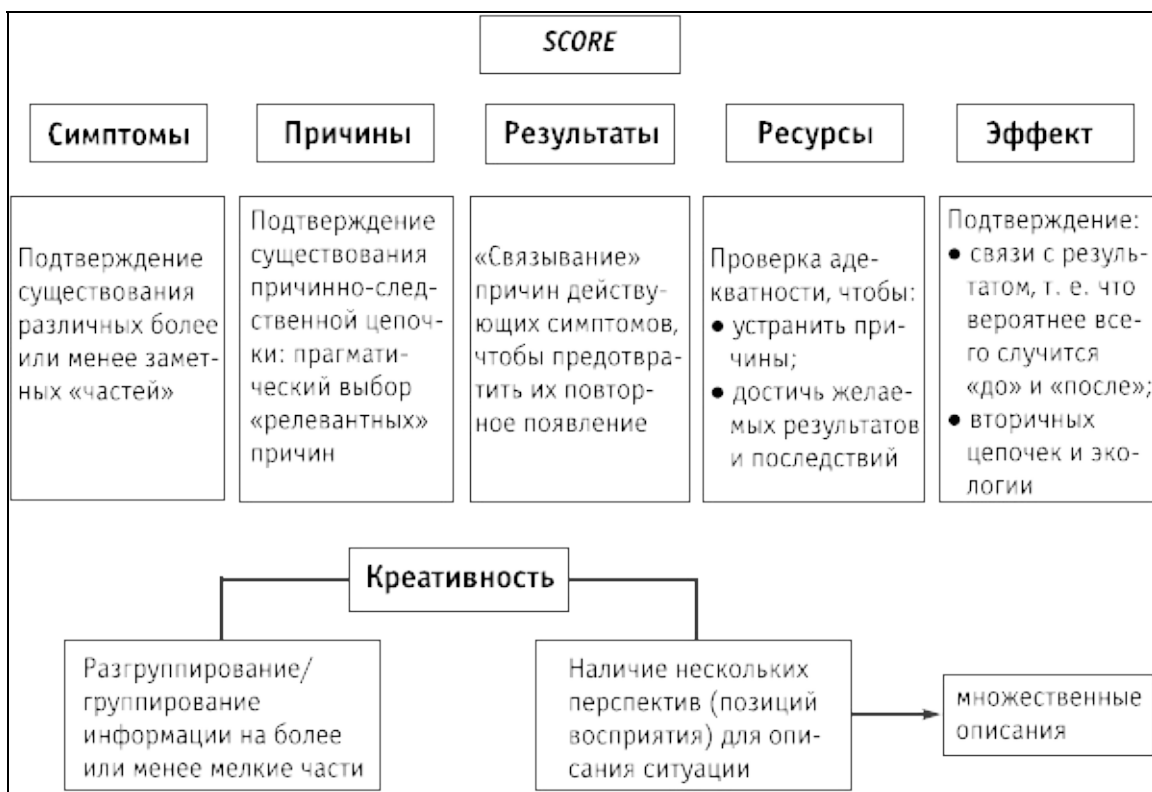 SCORE
Симптомы
Причины
Результаты
Ресурсы
Эффект
Подтверждение
существования
различных более
или менее замет-
ных «частей»
Подтверждение
существования
причинно-след-
ственной цепоч-
ки: прагмати-
ческий выбор
«релевантных»
причин
«Связывание»
причин действу-
ющих симптомов,
чтобы предотвра-
тить их повтор-
ное появление
Проверка аде-
кватности, чтобы:
● устранить при-
чины;
● достичь желае-
мых результатов
и последствий
Подтверждение:
● связи с резуль-
татом, т. е. что
вероятнее все-
го случится
«до» и «после»;
● вторичных
цепочек и эко-
логии
Креативность
Разгруппирование/
группирование
информации на более
или менее мелкие части
Наличие нескольких
перспектив (позиций
восприятия) для опи-
сания ситуации
множественные
описания